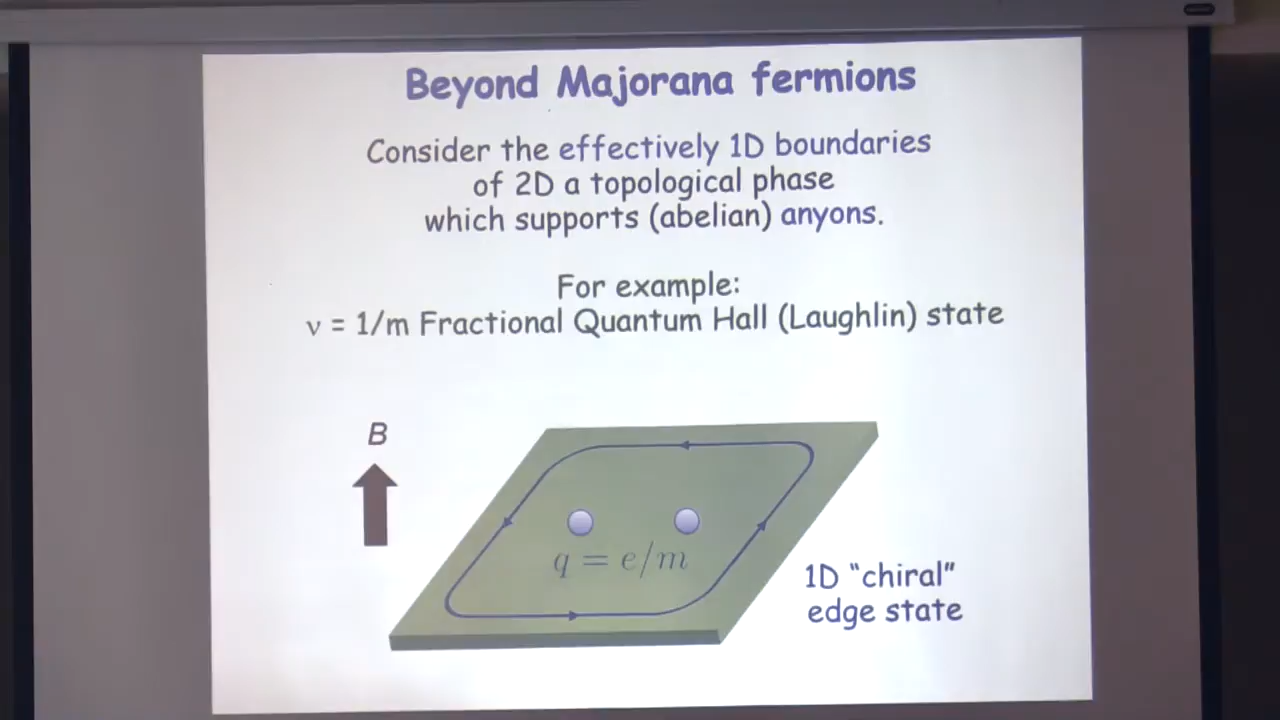 Beyond Majorana fermions
Consider the effectively 1D boundaries
of 2D a topological phase
which supports (abelian) anyons.
For example:
ν = 1/m Fractional Quantum Hall (Laughlin) state
B
q = e/m
1D "chiral"
edge state